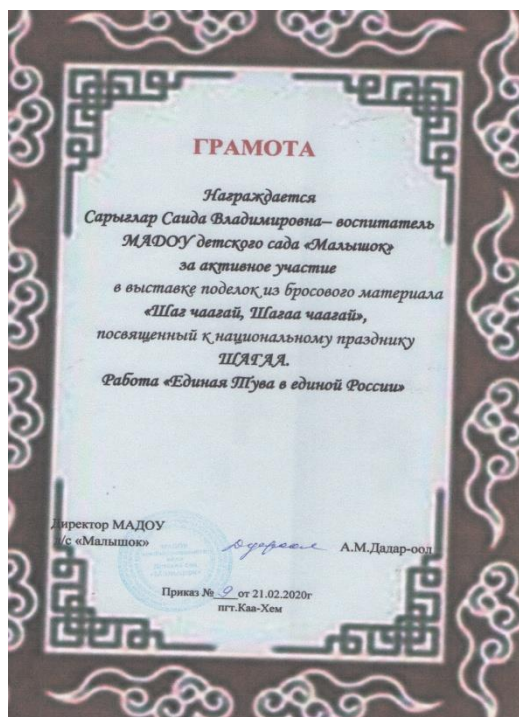 ГРАМОТА
Награждается
Сарыглар Саида Владимировна– воспитатель
МАДОУ детского сада «Малышок»
за активное участие
в выставке поделок из бросового материала
«Шаг чаагай, Шагаа чаагай»,
посвященный к национальному празднику
ШАГАА.
Работа «Единая Тува в единой России»
Директор МАДОУ
д/с «Малышок» А.М.Дадар-оол
Приказ № 9 от 21.02.2020г
пгт.Каа-Хем